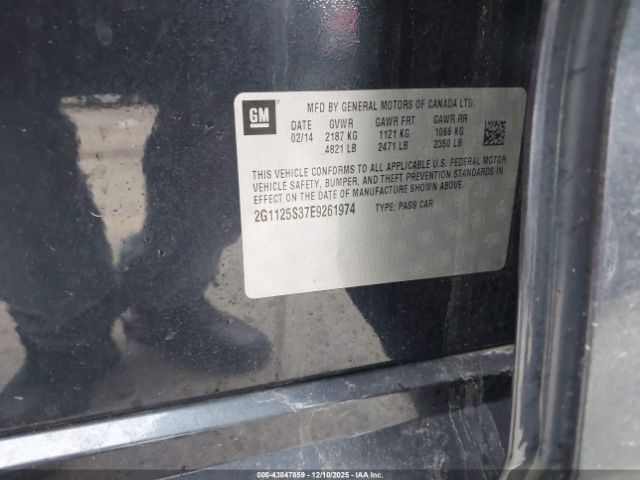 GM
MFD BY GENERAL MOTORS OF CANADA LTD.
DATE GVWR GAWR FRT GAWR RR
02/14 2187 KG 1121 KG 1066 KG
4821 LB 2471 LB 2350 LB
THIS VEHICLE CONFORMS TO ALL APPLICABLE U.S. FEDERAL MOTOR
VEHICLE SAFETY, BUMPER, AND THEFT PREVENTION STANDARDS IN
EFFECT ON THE DATE OF MANUFACTURE SHOWN ABOVE.
2G1125S37E9261974 TYPE: PASS CAR
000-43847859 - 12/10/2025 - IAA Inc.